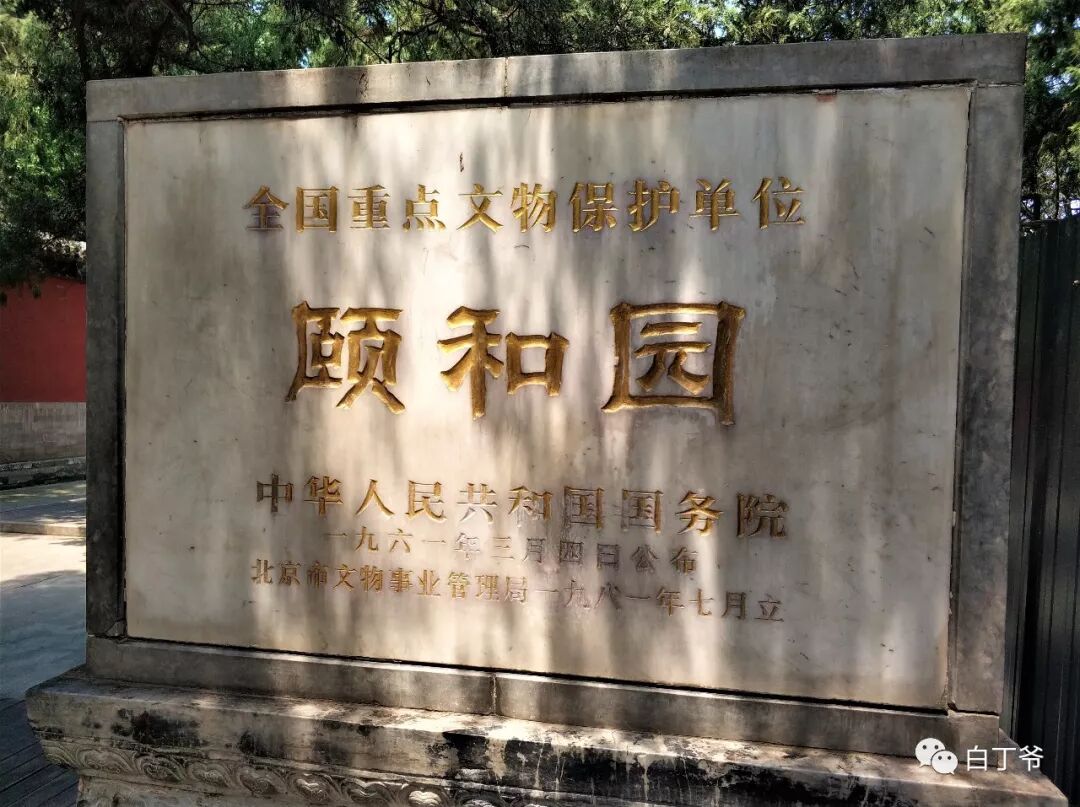 全国重点文物保护单位
颐和园
中华人民共和国国务院
一九六一年三月四日公布
北京市文物事业管理局一九八一年七月立
白丁爷